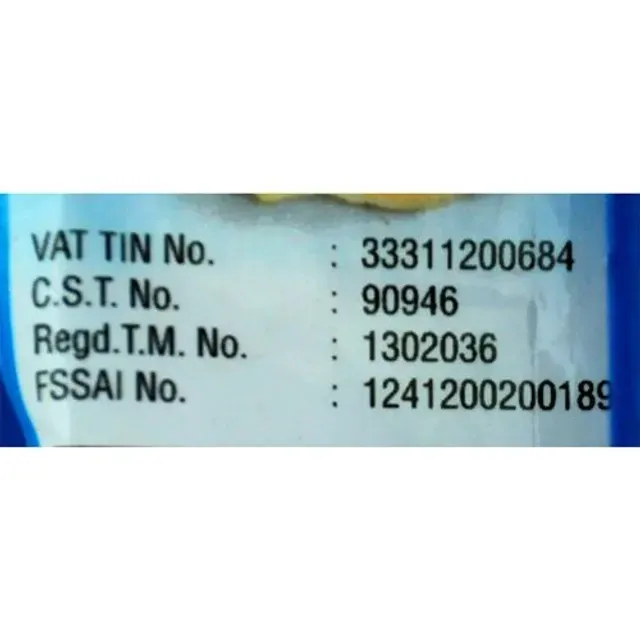 VAT TIN No. : 33311200684
C.S.T. No. : 90946
Regd.T.M. No. : 1302036
FSSAI No. : 1241200200189